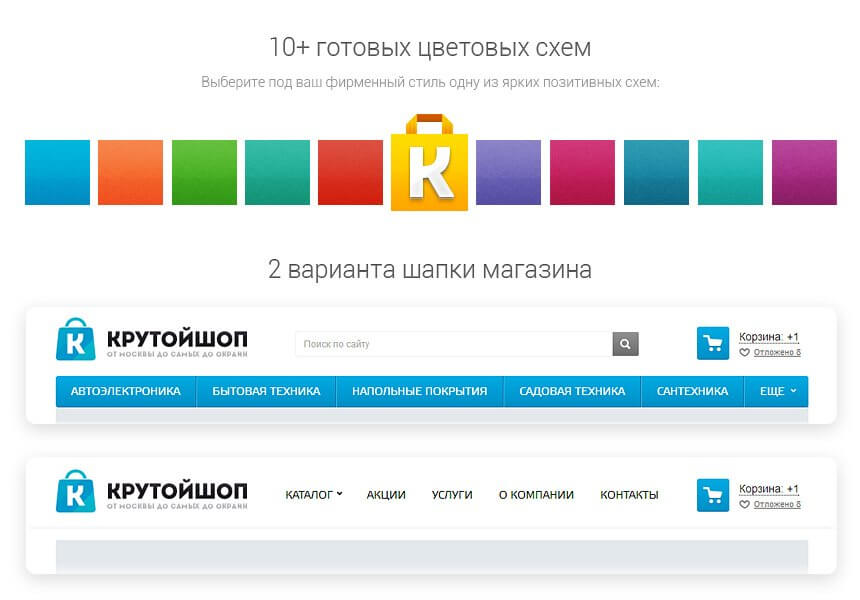 10+ готовых цветовых схем
Выберите под ваш фирменный стиль одну из ярких позитивных схем:
К
2 варианта шапки магазина
К КРУТОЙШОП
ОТ МОСКВЫ ДО САМЫХ ДО ОКРАИН
Поиск по сайту
Корзина: +1
Отложено 6
АВТОЭЛЕКТРОНИКА БЫТОВАЯ ТЕХНИКА НАПОЛЬНЫЕ ПОКРЫТИЯ САДОВАЯ ТЕХНИКА САНТЕХНИКА ЕЩЕ
К КРУТОЙШОП
ОТ МОСКВЫ ДО САМЫХ ДО ОКРАИН
КАТАЛОГ АКЦИИ УСЛУГИ О КОМПАНИИ КОНТАКТЫ
Корзина: +1
Отложено 6